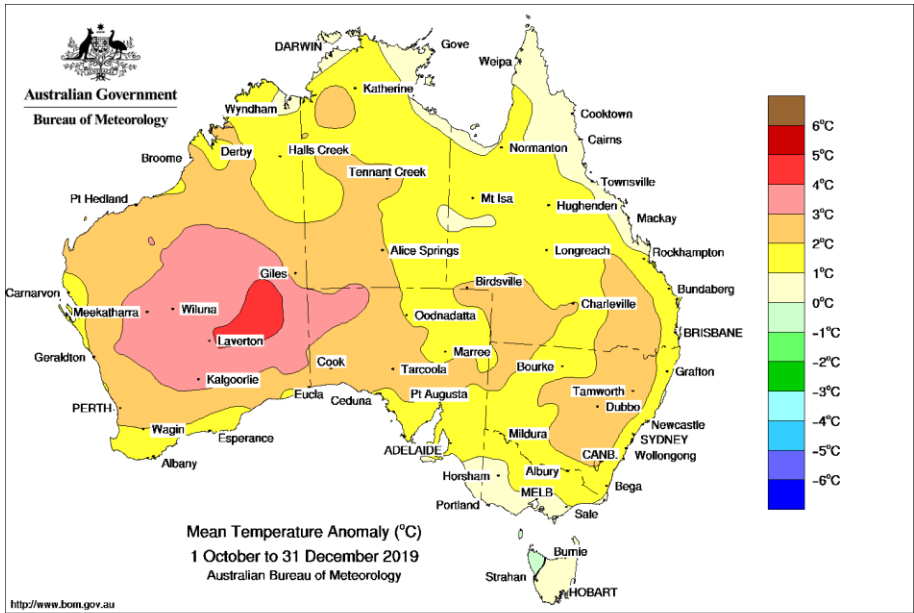 Australian Government
Bureau of Meteorology
DARWIN
Gove
Weipa
Katherine
Wyndham
Cooktown
Cairns
Derby
Halls Creek
Normanton
Broome
Tennant Creek
Townsville
Pt Hedland
Mt Isa
Hughenden
Mackay
Alice Springs
Longreach
Rockhampton
Giles
Birdsville
Carnarvon
Bundaberg
Meekatharra
Wiluna
Oodnadatta
Charleville
BRISBANE
Laverton
Geraldton
Cook
Marree
Bourke
Grafton
Kalgoorlie
Tarcoola
Eucla
Ceduna
Pt Augusta
Tamworth
Dubbo
PERTH
Wagin
Esperance
Mildura
Newcastle
SYDNEY
Wollongong
ADELAIDE
CANB.
Albany
Horsham
Albury
Bega
Portland
MELB
Sale
Burnie
Strahan
HOBART
6°C
5°C
4°C
3°C
2°C
1°C
0°C
-1°C
-2°C
-3°C
-4°C
-5°C
-6°C
Mean Temperature Anomaly (°C)
1 October to 31 December 2019
Australian Bureau of Meteorology
http://www.bom.gov.au